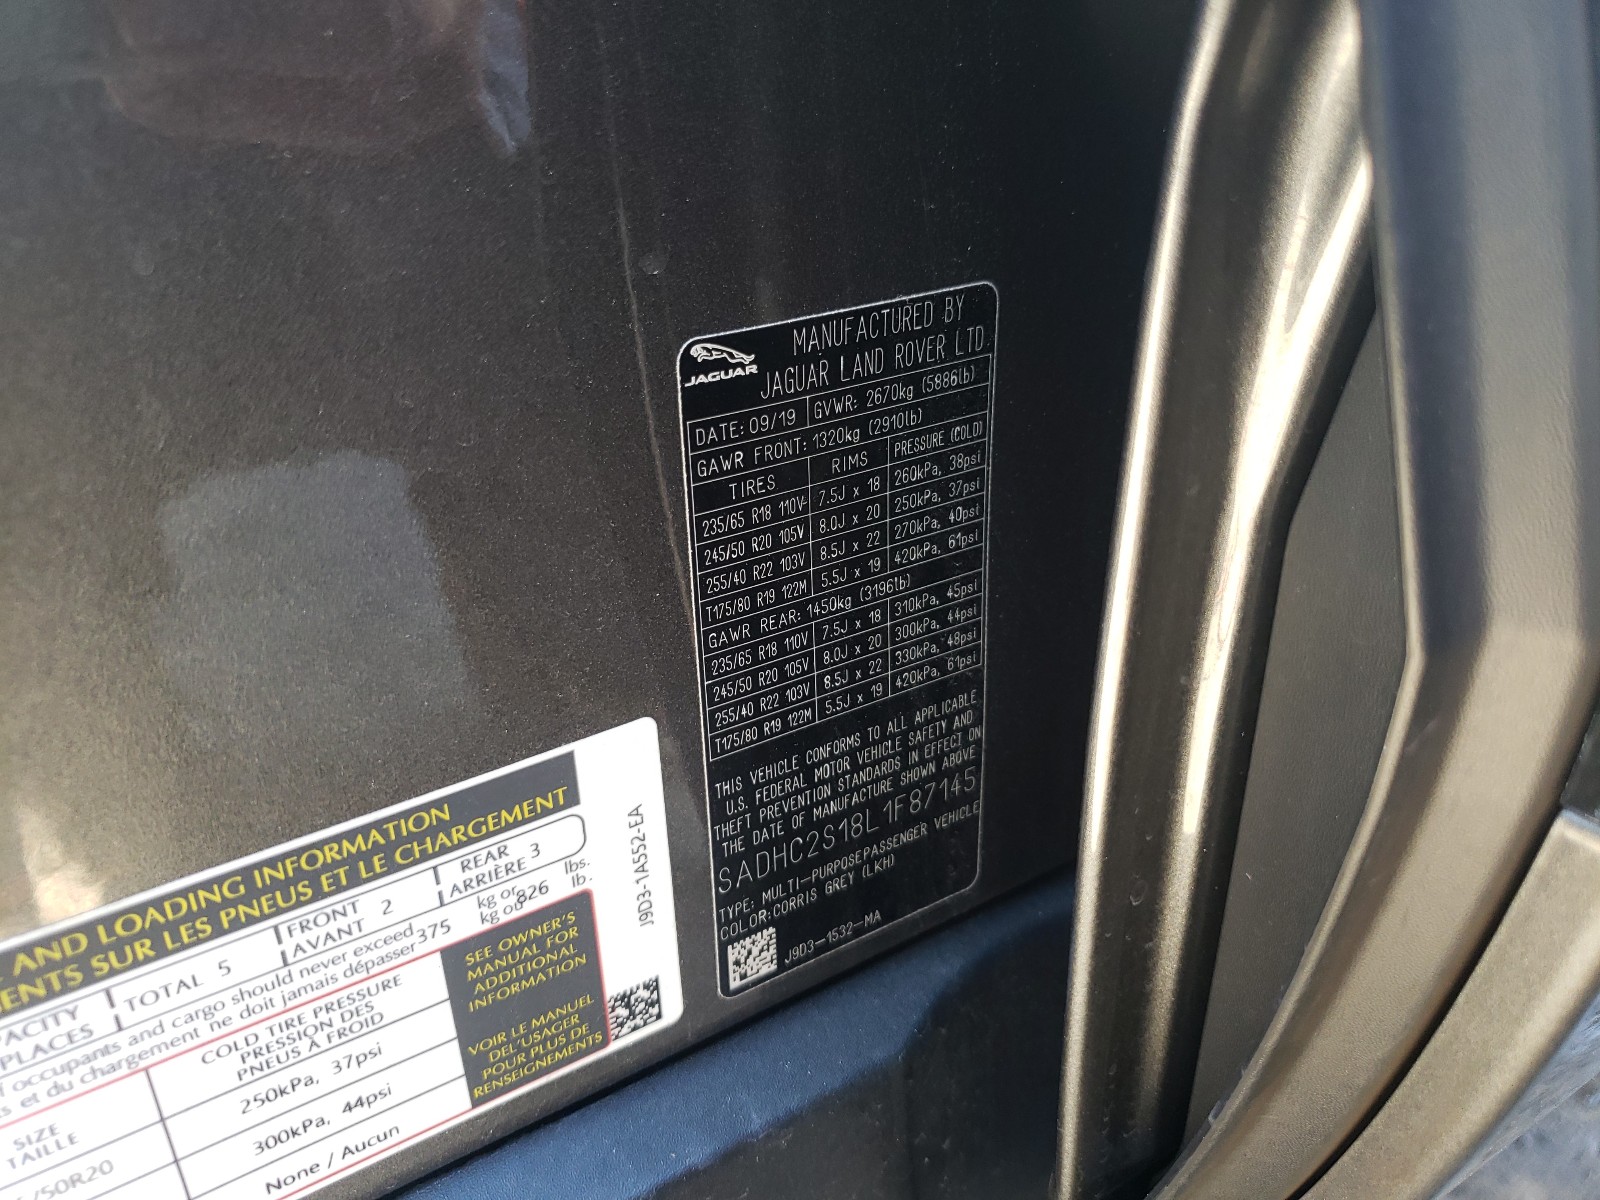 JAGUAR
MANUFACTURED BY
JAGUAR LAND ROVER LTD
DATE: 09/19 GVWR: 2670kg (5886lb)
GAWR FRONT: 1320kg (2910lb)
TIRES RIMS PRESSURE (COLD)
235/65 R18 110V 7.5J x 18 260kPa, 38psi
245/50 R20 105V 8.0J x 20 250kPa, 37psi
255/40 R22 103V 8.5J x 22 270kPa, 40psi
T175/80 R19 122M 5.5J x 19 420kPa, 61psi
GAWR REAR: 1450kg (3196lb)
235/65 R18 110V 7.5J x 18 310kPa, 45psi
245/50 R20 105V 8.0J x 20 300kPa, 44psi
255/40 R22 103V 8.5J x 22 330kPa, 48psi
T175/80 R19 122M 5.5J x 19 420kPa, 61psi
THIS VEHICLE CONFORMS TO ALL APPLICABLE
U.S. FEDERAL MOTOR VEHICLE SAFETY AND
THEFT PREVENTION STANDARDS IN EFFECT ON
THE DATE OF MANUFACTURE SHOWN ABOVE
SADHC2S18L1F87145
TYPE: MULTI-PURPOSE PASSENGER VEHICLE
COLOR: CORRIS GREY (LKH)
J9D3-1532-MA
AND LOADING INFORMATION
SUR LES PNEUS ET LE CHARGEMENT
TOTAL 5 FRONT AVANT 2 REAR ARRIÈRE 3
PLACES
occupants and cargo should never exceed 375 kg or 826 lbs.
et du chargement ne doit jamais dépasser 375 kg ou 826 lb.
SIZE
TAILLE
COLD TIRE PRESSURE
PRESSION DES
PNEUS À FROID
/50R20
250kPa, 37psi
300kPa, 44psi
None / Aucun
SEE OWNER'S
MANUAL FOR
ADDITIONAL
INFORMATION
VOIR LE MANUEL
DEL'USAGER
POUR PLUS DE
RENSEIGNEMENTS
J9D3-1A552-EA